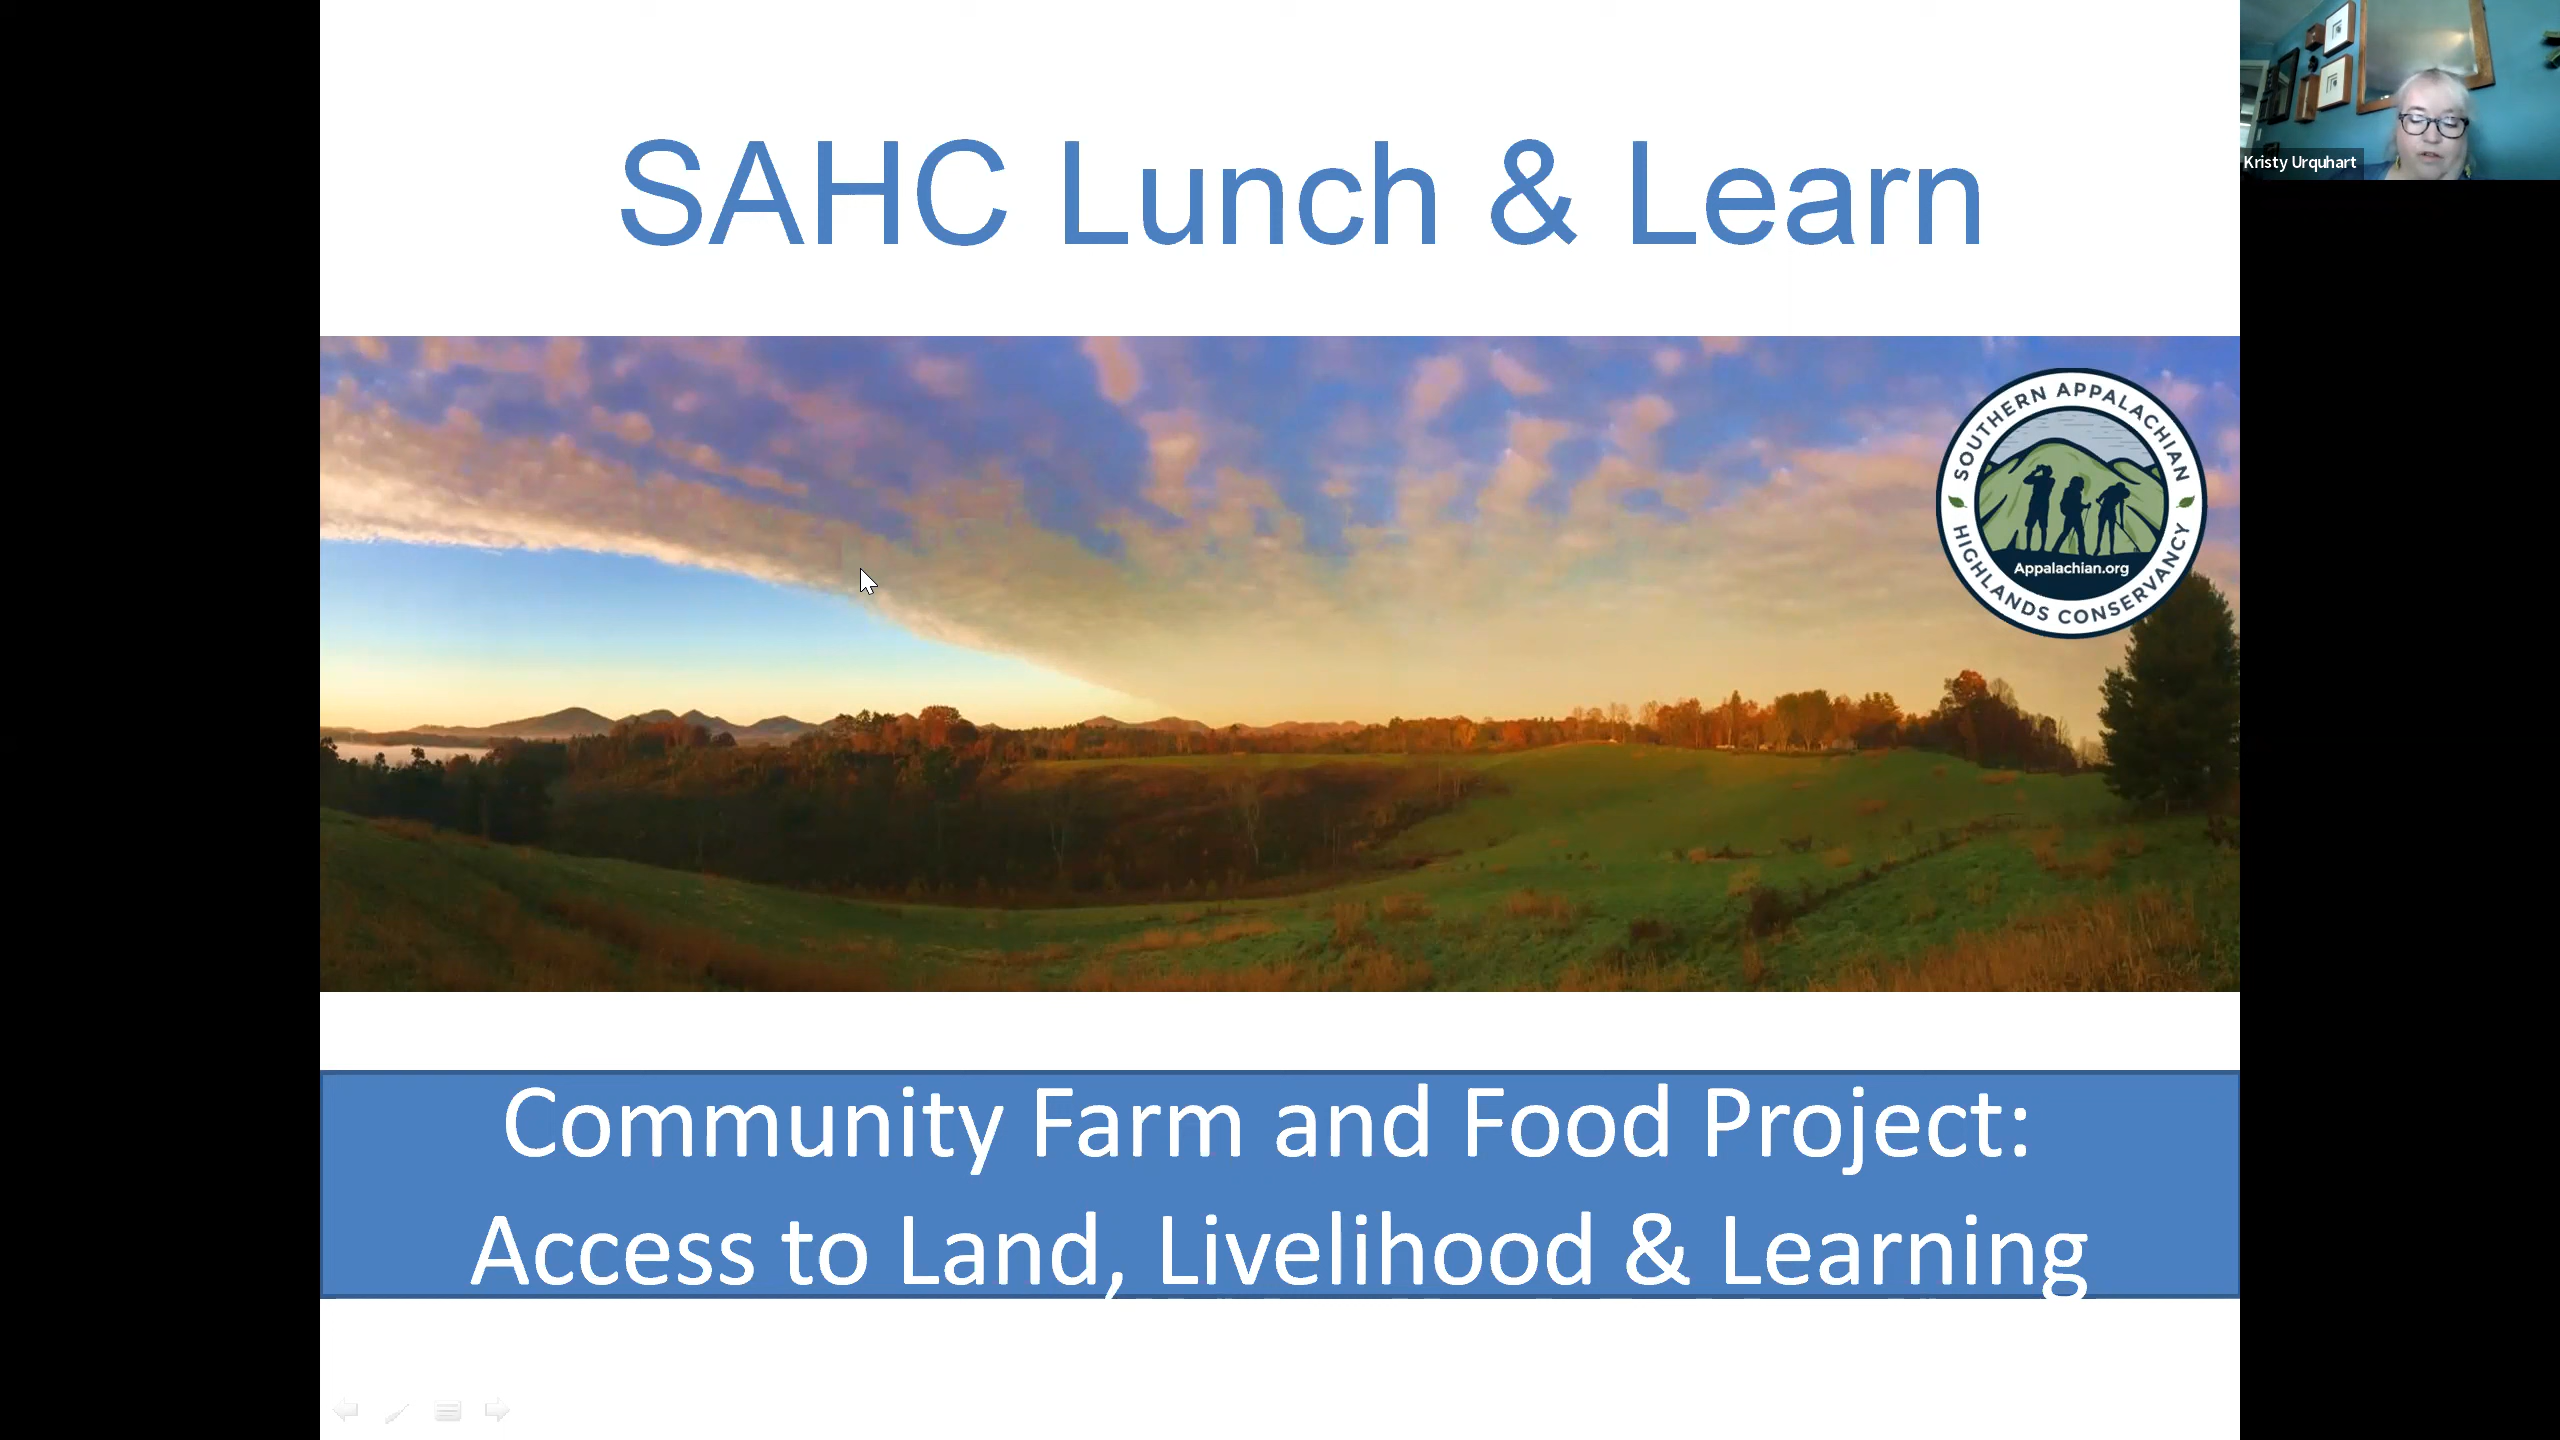 SAHC Lunch & Learn
Kristy Urquhart
SOUTHERN APPALACHIAN
Appalachian.org
HIGHLANDS CONSERVANCY
Community Farm and Food Project:
Access to Land, Livelihood & Learning